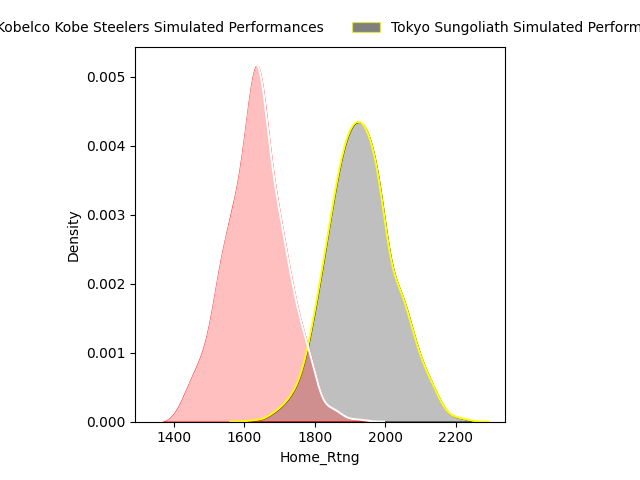 Kobelco Kobe Steelers Simulated Performances
Tokyo Sungoliath Simulated Perform
0.005
0.004
0.003
0.002
0.001
0.000
Density
1400 1600 1800 2000 2200
Home_Rtng